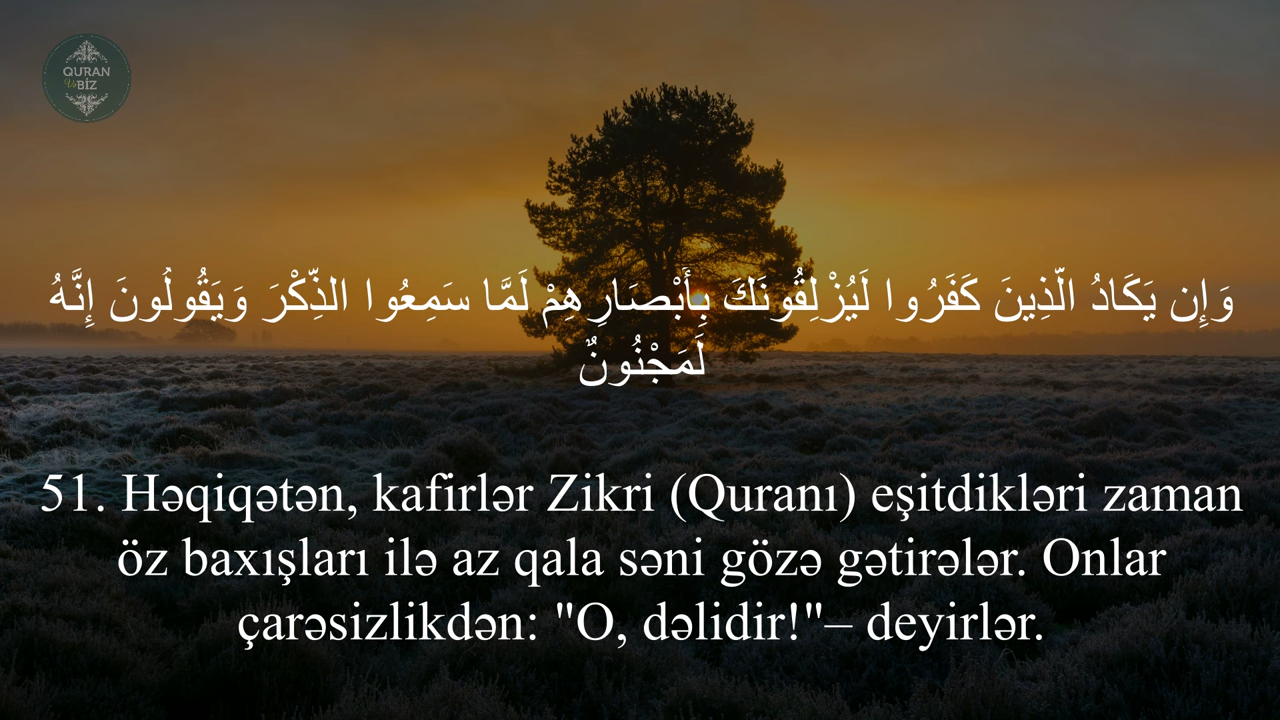 QURAN
Və BİZ
وَإِن يَكَادُ الَّذِينَ كَفَرُوا لَيُزْلِقُونَكَ بِأَبْصَارِهِمْ لَمَّا سَمِعُوا الذِّكْرَ وَيَقُولُونَ إِنَّهُ
لَمَجْنُونٌ
51. Həqiqətən, kafirlər Zikri (Quranı) eşitdikləri zaman
öz baxışları ilə az qala səni gözə gətirələr. Onlar
çarəsizlikdən: "O, dəlidir!"– deyirlər.